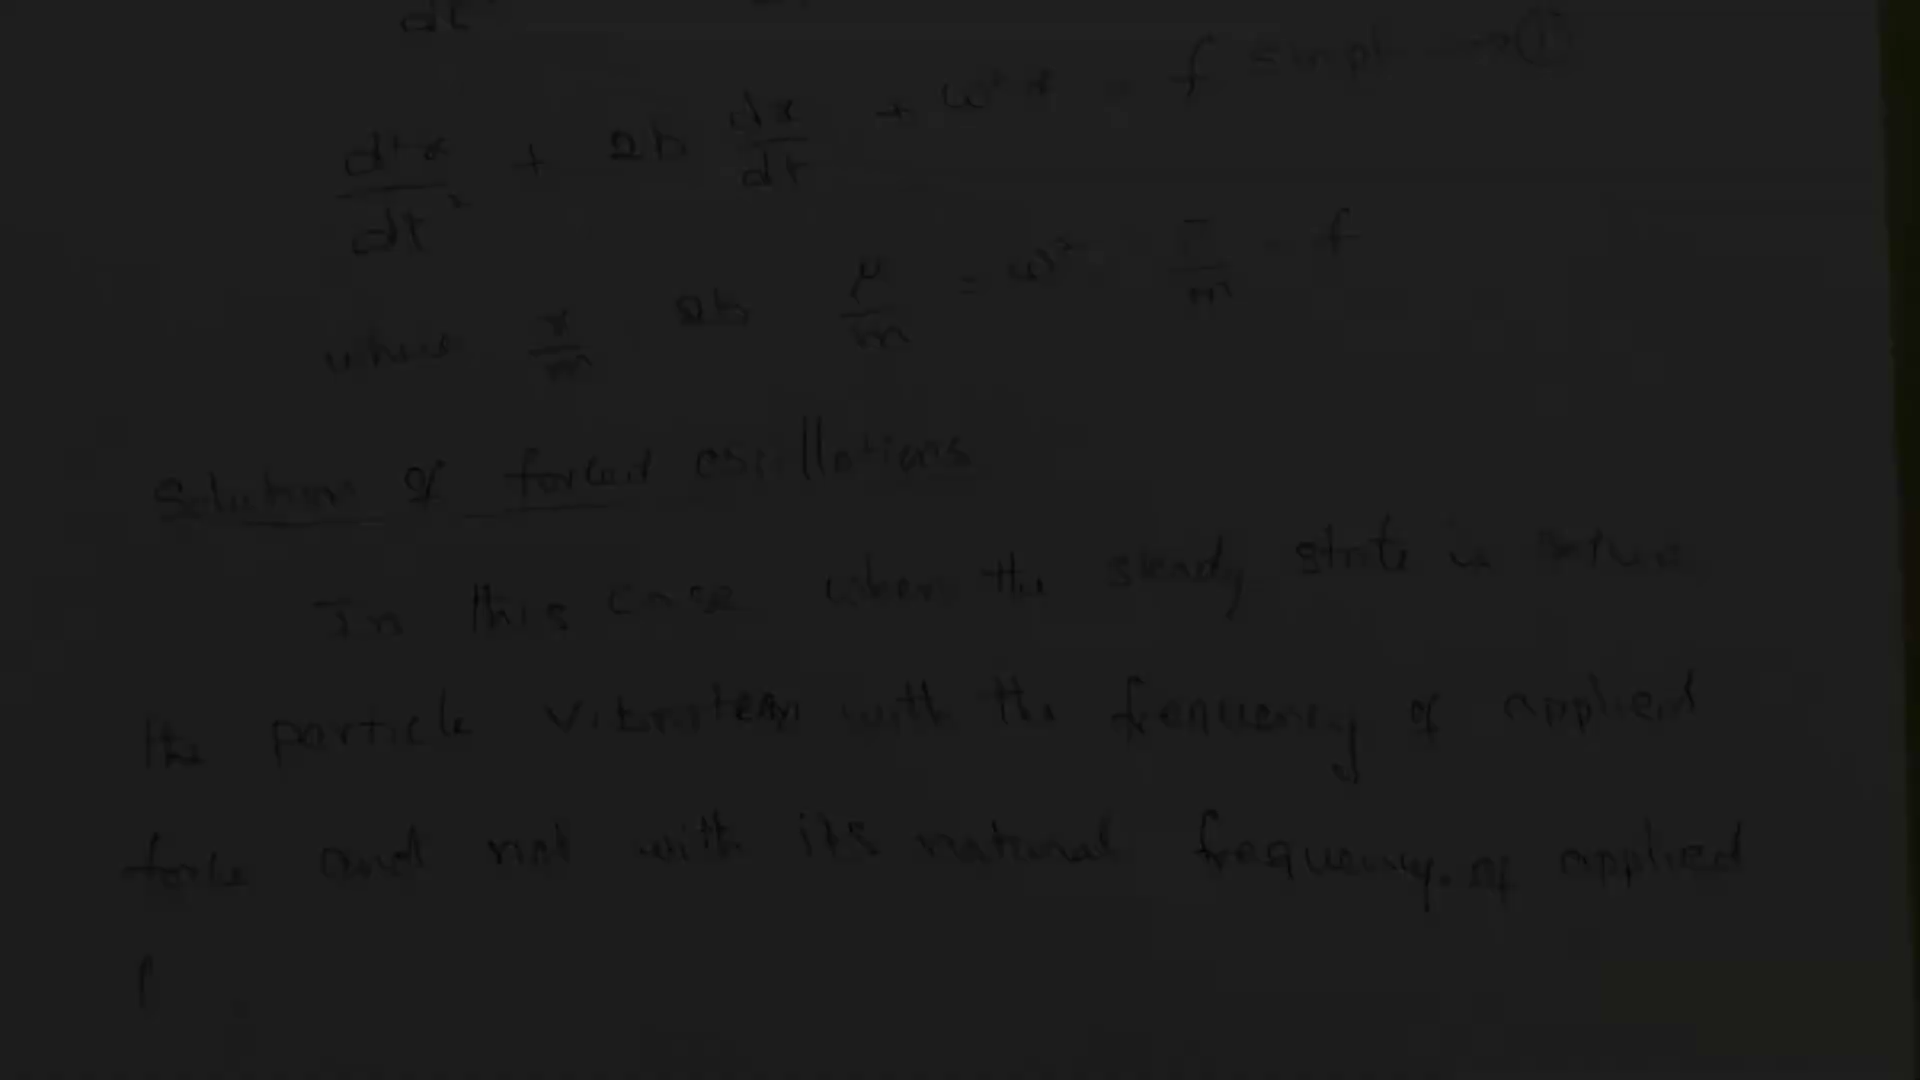 dt
d²x/dt² + 2b dx/dt + ω²x = f sin pt → ①
where r/m 2b μ/m = ω² F/m = f
Solution of forced oscillations
In this case when the steady state is
the particle vibration with the frequency of applied
force and not with its natural frequency. of applied